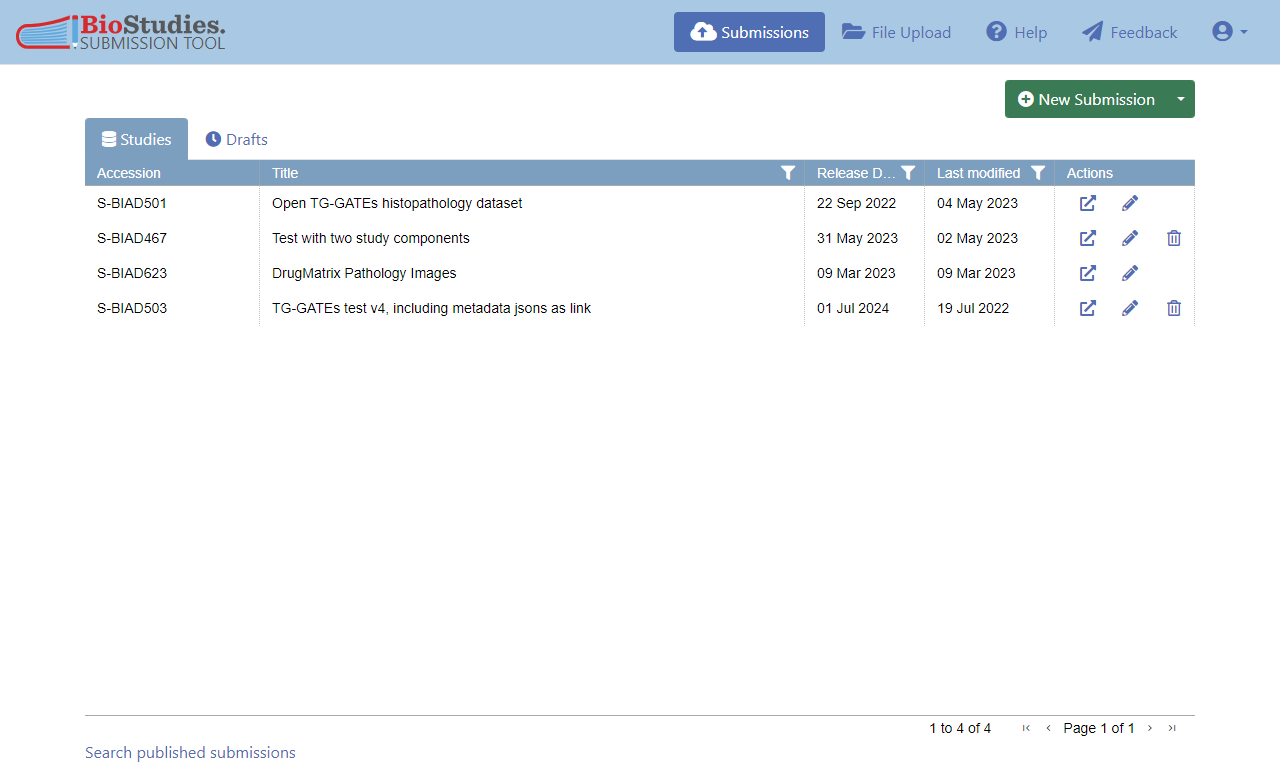 BioStudies.
SUBMISSION TOOL
Submissions File Upload Help Feedback
New Submission
Studies Drafts
Accession Title Release D... Last modified Actions
S-BIAD501 Open TG-GATEs histopathology dataset 22 Sep 2022 04 May 2023
S-BIAD467 Test with two study components 31 May 2023 02 May 2023
S-BIAD623 DrugMatrix Pathology Images 09 Mar 2023 09 Mar 2023
S-BIAD503 TG-GATEs test v4, including metadata jsons as link 01 Jul 2024 19 Jul 2022
1 to 4 of 4 Page 1 of 1
Search published submissions